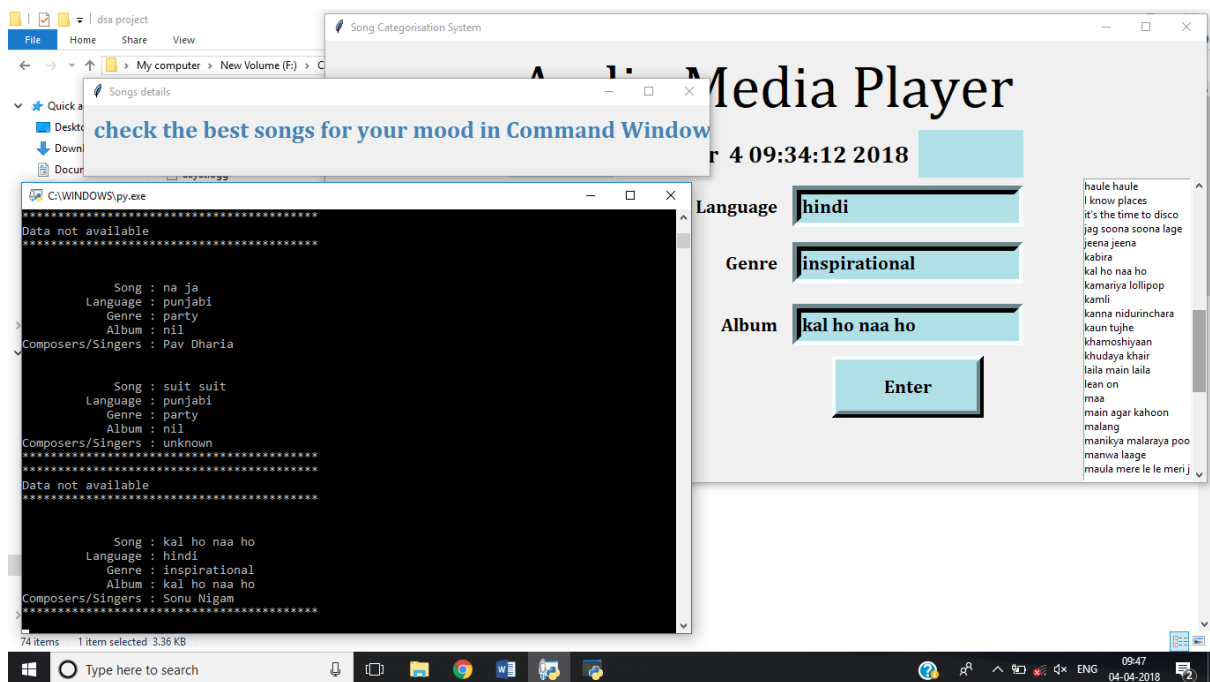 dsa project
File Home Share View
My computer > New Volume (F:) > C
Quick a
Deskto
Downl
Docur
Song Categorisation System
Media Player
r 4 09:34:12 2018
Language hindi
Genre inspirational
Album kal ho naa ho
Enter
haule haule
I know places
it's the time to disco
jag soona soona lage
jeena jeena
kabira
kal ho naa ho
kamariya lollipop
kamli
kanna nidurinchara
kaun tujhe
khamoshiyaan
khudaya khair
laila main laila
lean on
maa
main agar kahoon
malang
manikya malaraya poo
manwa laage
maula mere le le meri j
Songs details
check the best songs for your mood in Command Window
C:\WINDOWS\py.exe
******************************************
Data not available
******************************************
Song : na ja
Language : punjabi
Genre : party
Album : nil
Composers/Singers : Pav Dharia
Song : suit suit
Language : punjabi
Genre : party
Album : nil
Composers/Singers : unknown
******************************************
******************************************
Data not available
******************************************
Song : kal ho naa ho
Language : hindi
Genre : inspirational
Album : kal ho naa ho
Composers/Singers : Sonu Nigam
******************************************
74 items 1 item selected 3.36 KB
Type here to search
ENG
09:47
04-04-2018
2